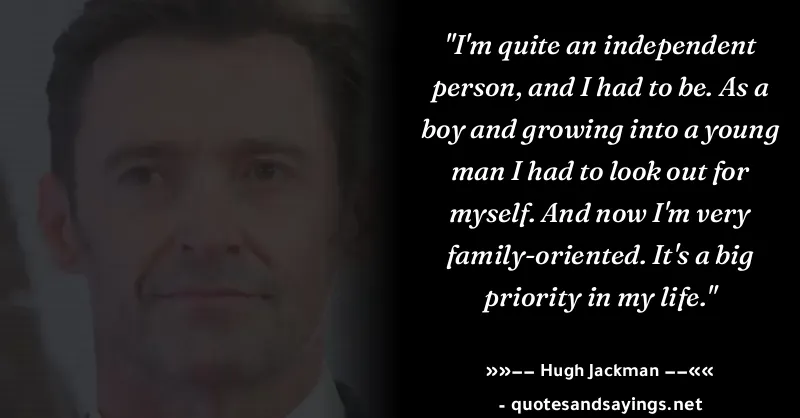 "I'm quite an independent
person, and I had to be. As a
boy and growing into a young
man I had to look out for
myself. And now I'm very
family-oriented. It's a big
priority in my life."
»»–– Hugh Jackman ––««
- quotesandsayings.net